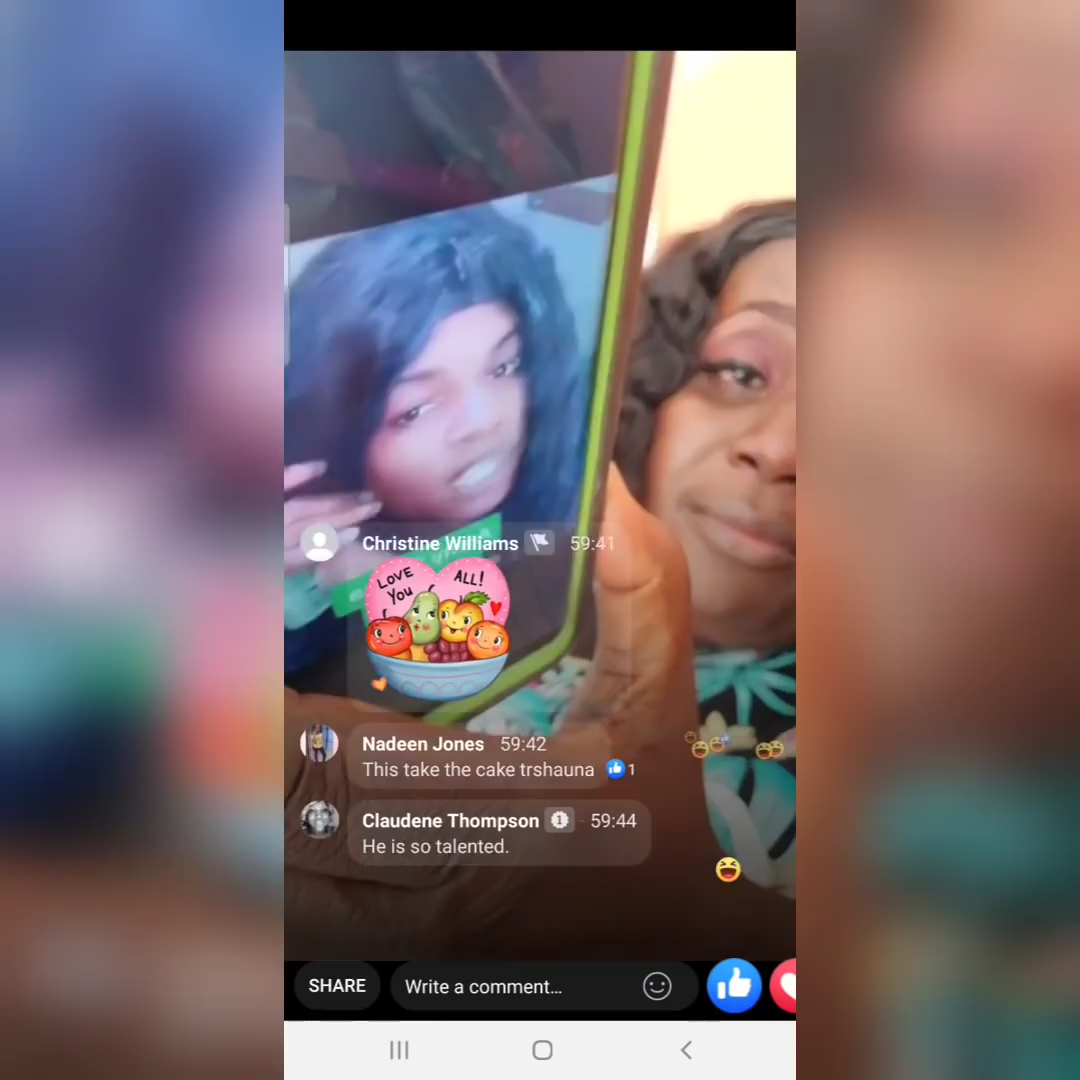 Christine Williams 59:41
LOVE ALL!
You
Nadeen Jones 59:42
This take the cake trshauna 1
Claudene Thompson 1 · 59:44
He is so talented.
SHARE Write a comment...